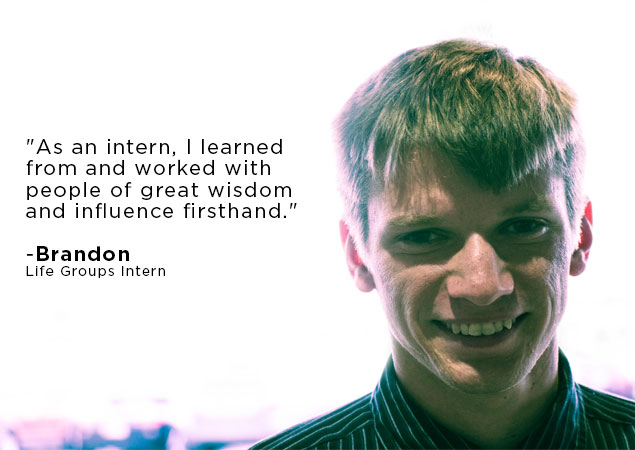 "As an intern, I learned
from and worked with
people of great wisdom
and influence firsthand."
-Brandon
Life Groups Intern